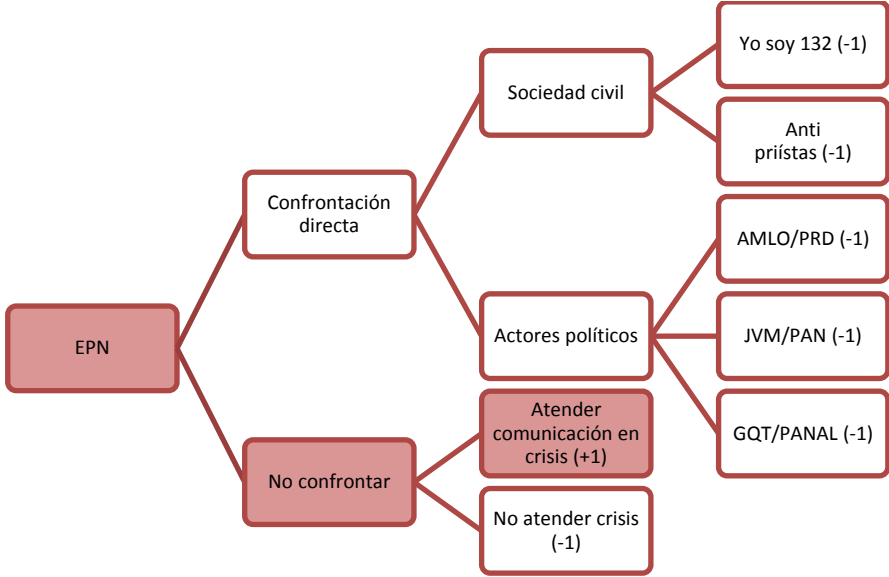 EPN
Confrontación
directa
No confrontar
Sociedad civil
Actores políticos
Atender
comunicación en
crisis (+1)
No atender crisis
(-1)
Yo soy 132 (-1)
Anti
priístas (-1)
AMLO/PRD (-1)
JVM/PAN (-1)
GQT/PANAL (-1)